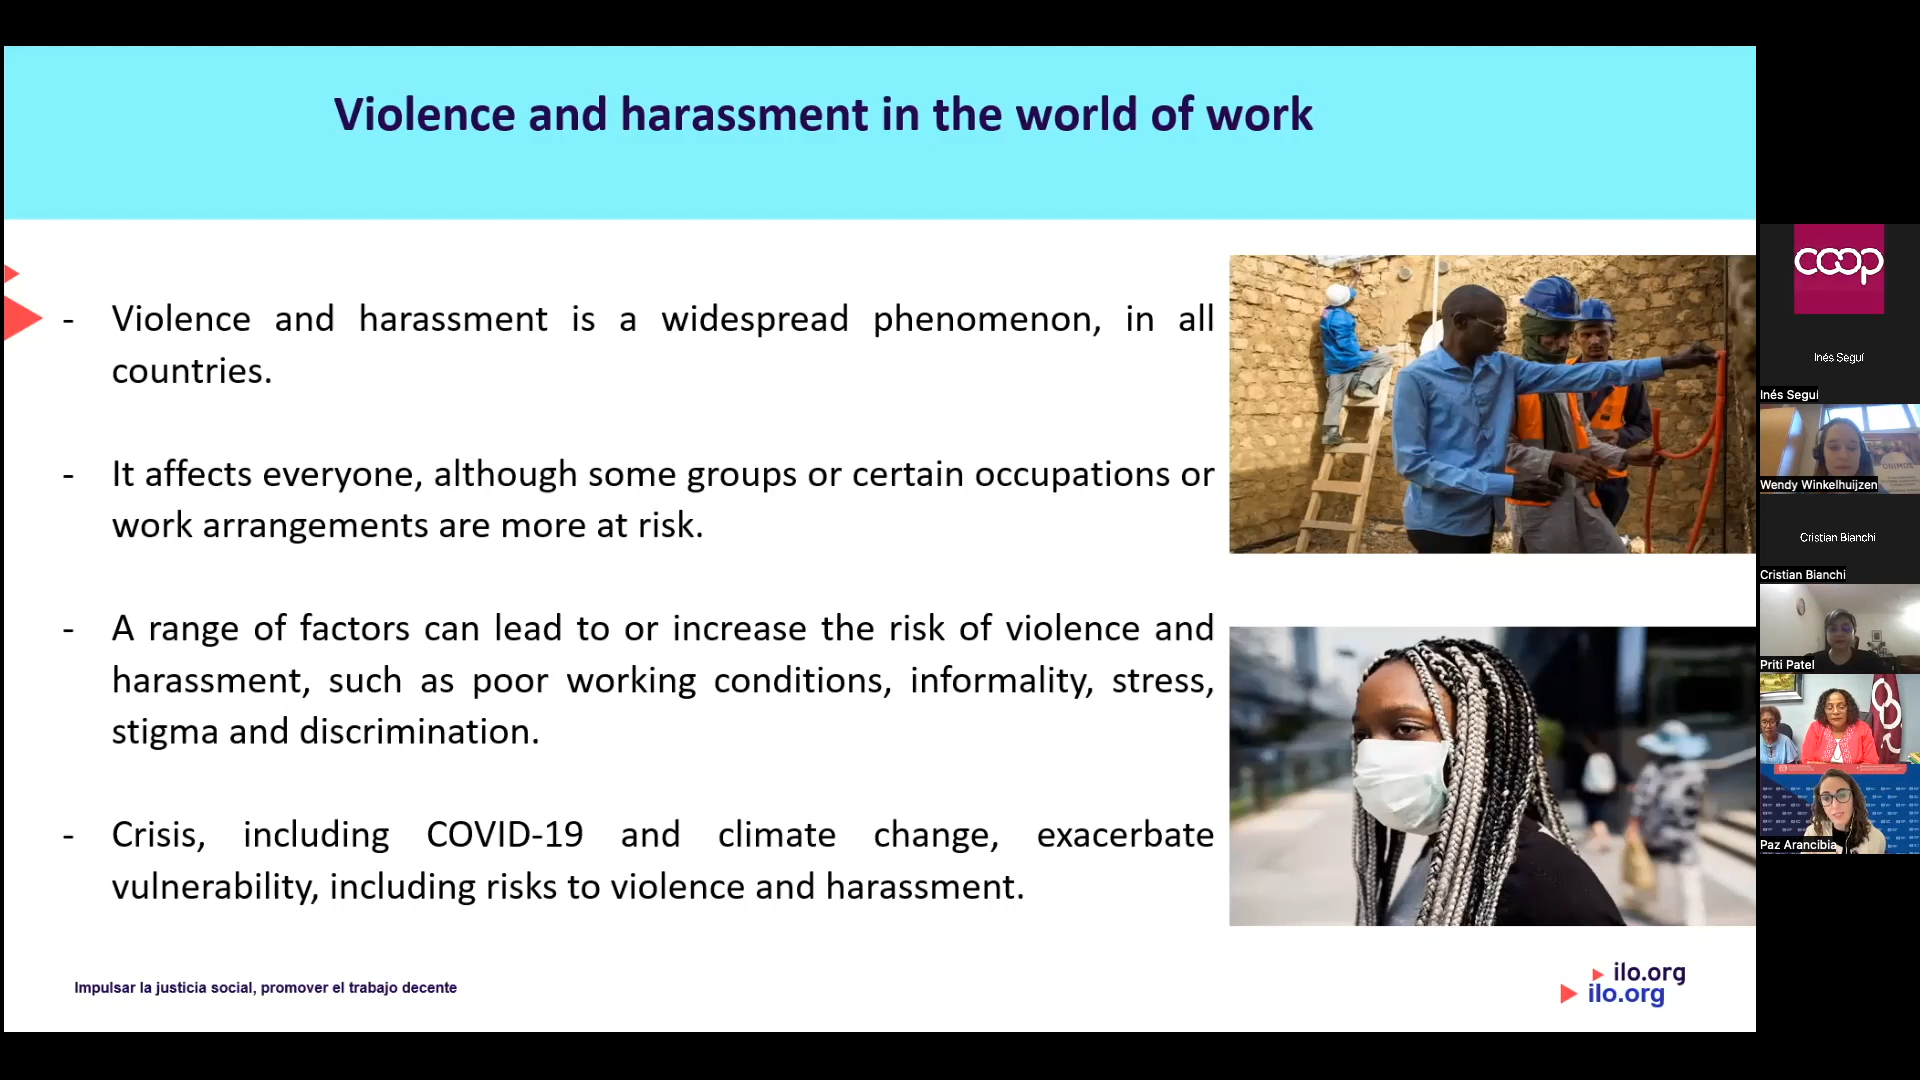 Violence and harassment in the world of work
- Violence and harassment is a widespread phenomenon, in all
countries.
- It affects everyone, although some groups or certain occupations or
work arrangements are more at risk.
- A range of factors can lead to or increase the risk of violence and
harassment, such as poor working conditions, informality, stress,
stigma and discrimination.
- Crisis, including COVID-19 and climate change, exacerbate
vulnerability, including risks to violence and harassment.
Impulsar la justicia social, promover el trabajo decente
ilo.org
ilo.org
coop
Inés Seguí
Inés Seguí
Wendy Winkelhuijzen
Cristian Bianchi
Cristian Bianchi
Priti Patel
Paz Arancibia